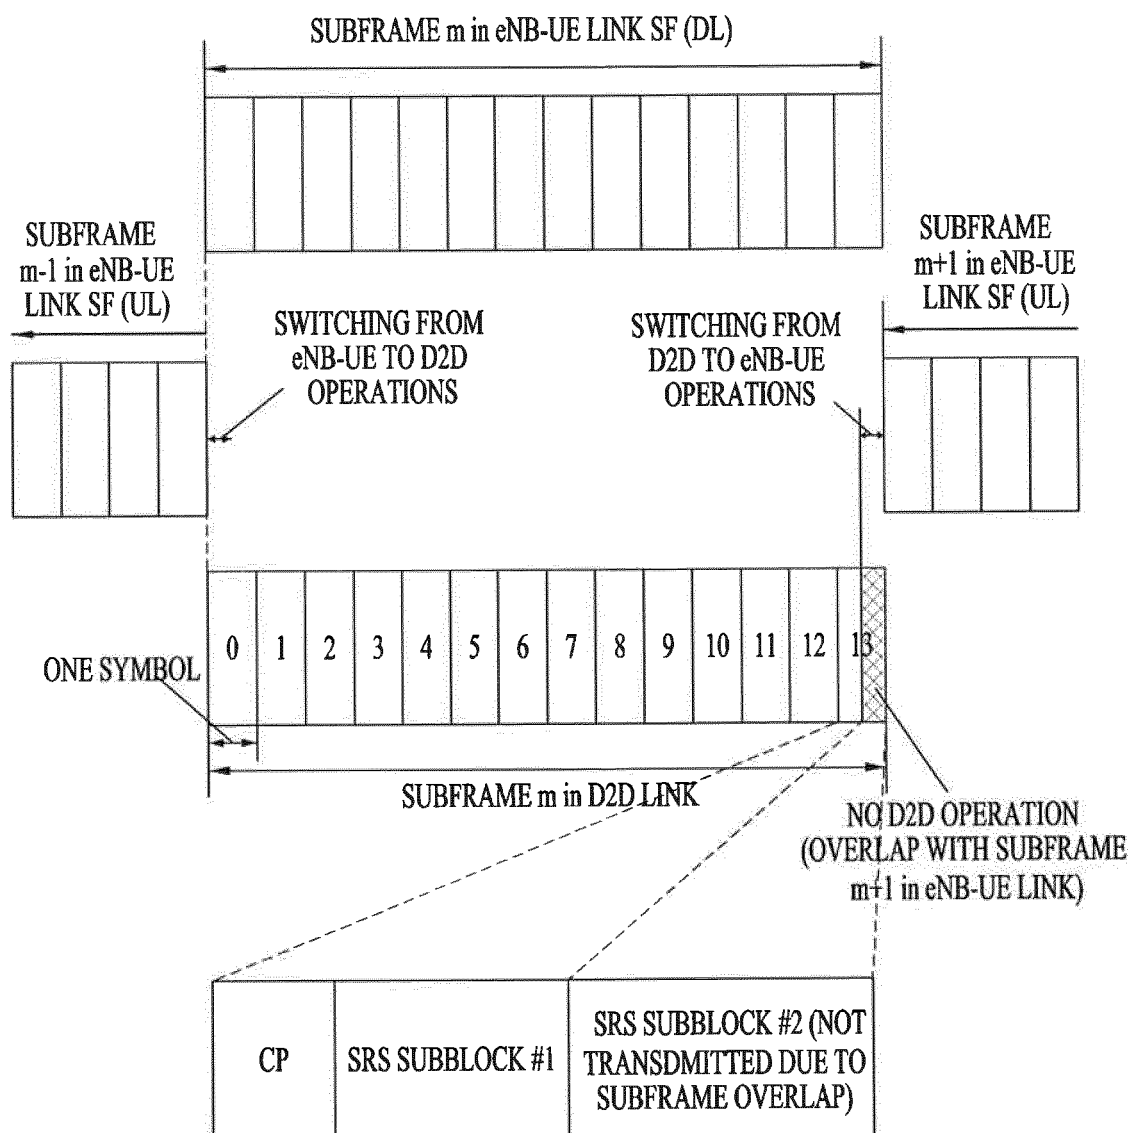 SUBFRAME m in eNB-UE LINK SF (DL)
SUBFRAME
m-1 in eNB-UE
LINK SF (UL)
SUBFRAME
m+1 in eNB-UE
LINK SF (UL)
SWITCHING FROM
eNB-UE TO D2D
OPERATIONS
SWITCHING FROM
D2D TO eNB-UE
OPERATIONS
0 1 2 3 4 5 6 7 8 9 10 11 12 13
ONE SYMBOL
SUBFRAME m in D2D LINK
NO D2D OPERATION
(OVERLAP WITH SUBFRAME
m+1 in eNB-UE LINK)
CP
SRS SUBBLOCK #1
SRS SUBBLOCK #2 (NOT
TRANSDMITTED DUE TO
SUBFRAME OVERLAP)